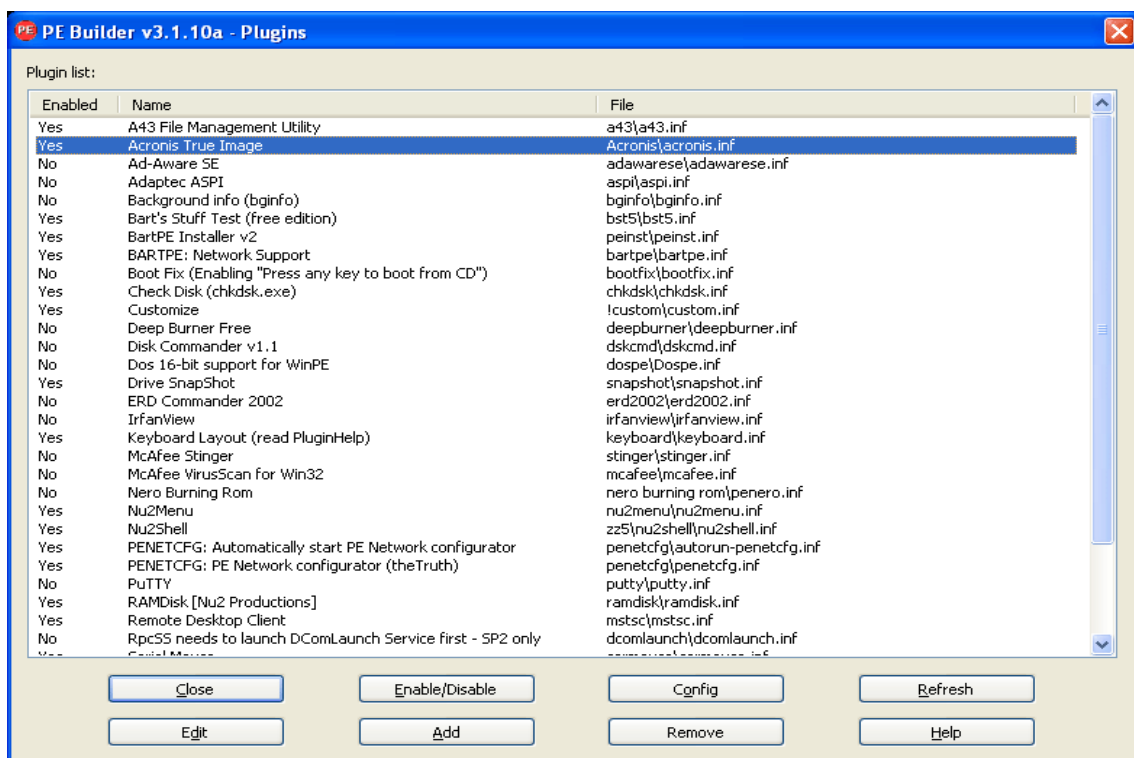 PE Builder v3.1.10a - Plugins
Plugin list:
Enabled Name File
Yes A43 File Management Utility a43\a43.inf
Yes Acronis True Image Acronis\acronis.inf
No Ad-Aware SE adawarese\adawarese.inf
No Adaptec ASPI aspi\aspi.inf
No Background info (bginfo) bginfo\bginfo.inf
Yes Bart's Stuff Test (free edition) bst5\bst5.inf
Yes BartPE Installer v2 peinst\peinst.inf
Yes BARTPE: Network Support bartpe\bartpe.inf
No Boot Fix (Enabling "Press any key to boot from CD") bootfix\bootfix.inf
Yes Check Disk (chkdsk.exe) chkdsk\chkdsk.inf
Yes Customize !custom\custom.inf
No Deep Burner Free deepburner\deepburner.inf
No Disk Commander v1.1 dskcmd\dskcmd.inf
No Dos 16-bit support for WinPE dospe\Dospe.inf
Yes Drive SnapShot snapshot\snapshot.inf
No ERD Commander 2002 erd2002\erd2002.inf
No IrfanView irfanview\irfanview.inf
Yes Keyboard Layout (read PluginHelp) keyboard\keyboard.inf
No McAfee Stinger stinger\stinger.inf
No McAfee VirusScan for Win32 mcafee\mcafee.inf
No Nero Burning Rom nero burning rom\penero.inf
Yes Nu2Menu nu2menu\nu2menu.inf
Yes Nu2Shell zz5\nu2shell\nu2shell.inf
Yes PENETCFG: Automatically start PE Network configurator penetcfg\autorun-penetcfg.inf
Yes PENETCFG: PE Network configurator (theTruth) penetcfg\penetcfg.inf
No PuTTY putty\putty.inf
Yes RAMDisk [Nu2 Productions] ramdisk\ramdisk.inf
Yes Remote Desktop Client mstsc\mstsc.inf
No RpcSS needs to launch DComLaunch Service first - SP2 only dcomlaunch\dcomlaunch.inf
Close Enable/Disable Config Refresh
Edit Add Remove Help